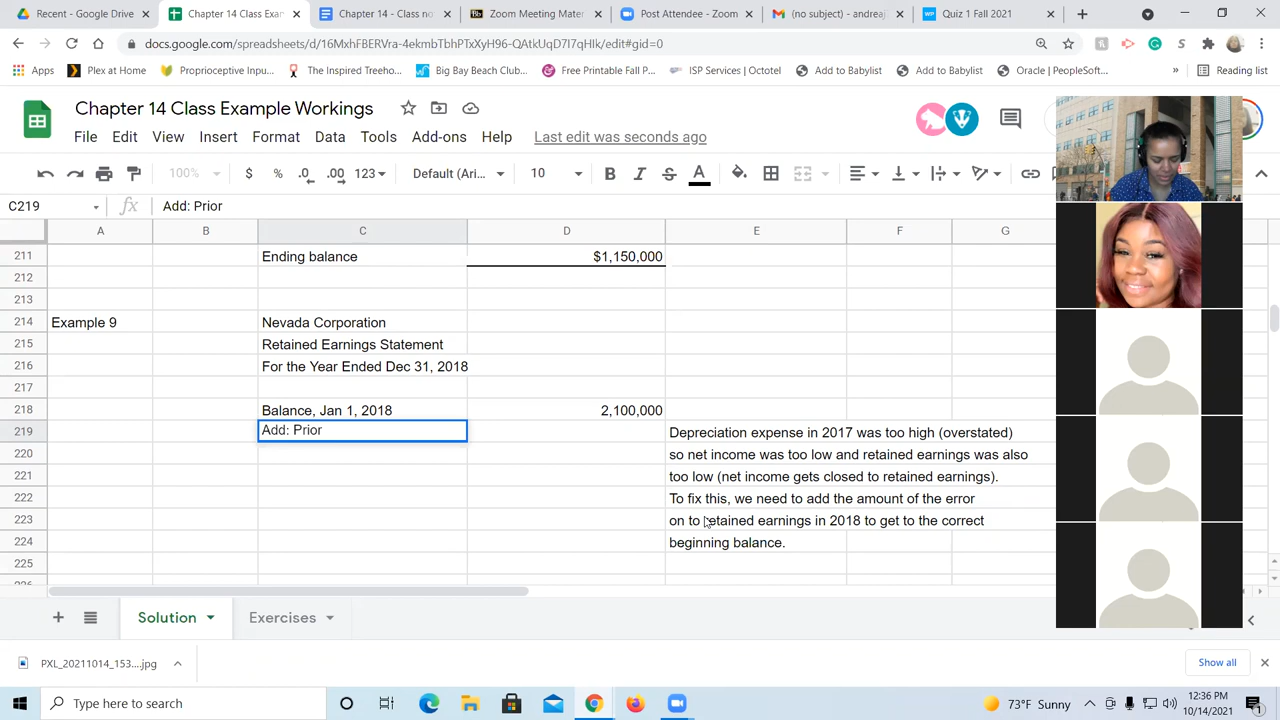 Recent - Google Drive
Chapter 14 Class Exam
Chapter 14 - Class no
Zoom Meeting Mater
Post Attendee - Zoom
(no subject) - andreaj
Quiz 1 Fall 2021
docs.google.com/spreadsheets/d/
edit#gid=0
Apps
Plex at Home
Proprioceptive Inpu...
The Inspired Treeho...
Big Bay Beach Club...
Free Printable Fall P...
ISP Services | Octotel
Add to Babylist
Add to Babylist
Oracle | PeopleSoft...
»
Reading list
Chapter 14 Class Example Workings
File Edit View Insert Format Data Tools Add-ons Help Last edit was seconds ago
100% $ % .0 .00 123 Default (Ari... 10 B I S A
C219 fx Add: Prior
A B C D E F G
211 Ending balance $1,150,000
212
213
214 Example 9 Nevada Corporation
215 Retained Earnings Statement
216 For the Year Ended Dec 31, 2018
217
218 Balance, Jan 1, 2018 2,100,000
219 Add: Prior Depreciation expense in 2017 was too high (overstated)
220 so net income was too low and retained earnings was also
221 too low (net income gets closed to retained earnings).
222 To fix this, we need to add the amount of the error
223 on to retained earnings in 2018 to get to the correct
224 beginning balance.
225
226
+ Solution Exercises
PXL_20211014_153....jpg
Show all
Type here to search
73°F Sunny
12:36 PM
10/14/2021
1